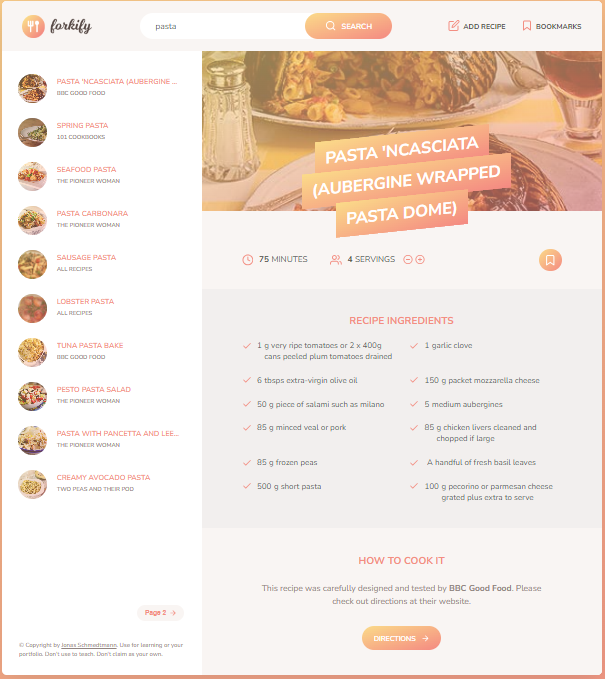 forkify
pasta
SEARCH
ADD RECIPE
BOOKMARKS
PASTA 'NCASCIATA (AUBERGINE ...
BBC GOOD FOOD
SPRING PASTA
101 COOKBOOKS
SEAFOOD PASTA
THE PIONEER WOMAN
PASTA CARBONARA
THE PIONEER WOMAN
SAUSAGE PASTA
ALL RECIPES
LOBSTER PASTA
ALL RECIPES
TUNA PASTA BAKE
BBC GOOD FOOD
PESTO PASTA SALAD
THE PIONEER WOMAN
PASTA WITH PANCETTA AND LEE...
THE PIONEER WOMAN
CREAMY AVOCADO PASTA
TWO PEAS AND THEIR POD
Page 2
© Copyright by Jonas Schmedtmann. Use for learning or your
portfolio. Don't use to teach. Don't claim as your own.
PASTA 'NCASCIATA
(AUBERGINE WRAPPED
PASTA DOME)
75 MINUTES
4 SERVINGS
RECIPE INGREDIENTS
1 g very ripe tomatoes or 2 x 400g
cans peeled plum tomatoes drained
1 garlic clove
6 tbsps extra-virgin olive oil
150 g packet mozzarella cheese
50 g piece of salami such as milano
5 medium aubergines
85 g minced veal or pork
85 g chicken livers cleaned and
chopped if large
85 g frozen peas
A handful of fresh basil leaves
500 g short pasta
100 g pecorino or parmesan cheese
grated plus extra to serve
HOW TO COOK IT
This recipe was carefully designed and tested by BBC Good Food. Please
check out directions at their website.
DIRECTIONS